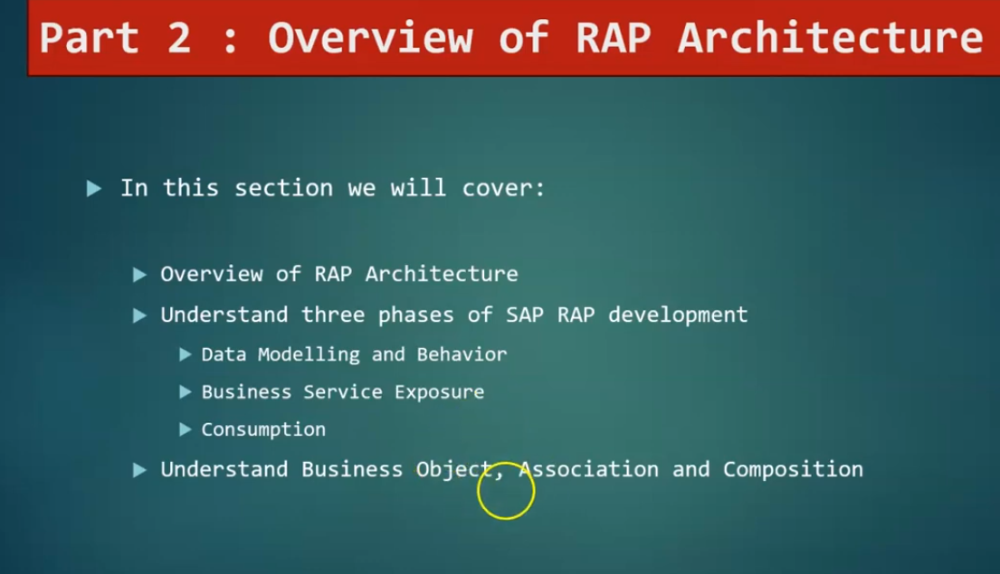 Part 2 : Overview of RAP Architecture
In this section we will cover:
Overview of RAP Architecture
Understand three phases of SAP RAP development
Data Modelling and Behavior
Business Service Exposure
Consumption
Understand Business Object, Association and Composition